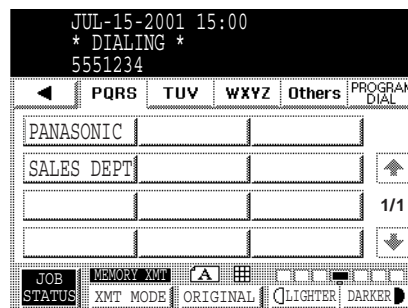 JUL-15-2001 15:00
* DIALING *
5551234
PQRS TUV WXYZ Others PROGRAM DIAL
PANASONIC
SALES DEPT
1/1
JOB STATUS MEMORY XMT A
XMT MODE ORIGINAL LIGHTER DARKER